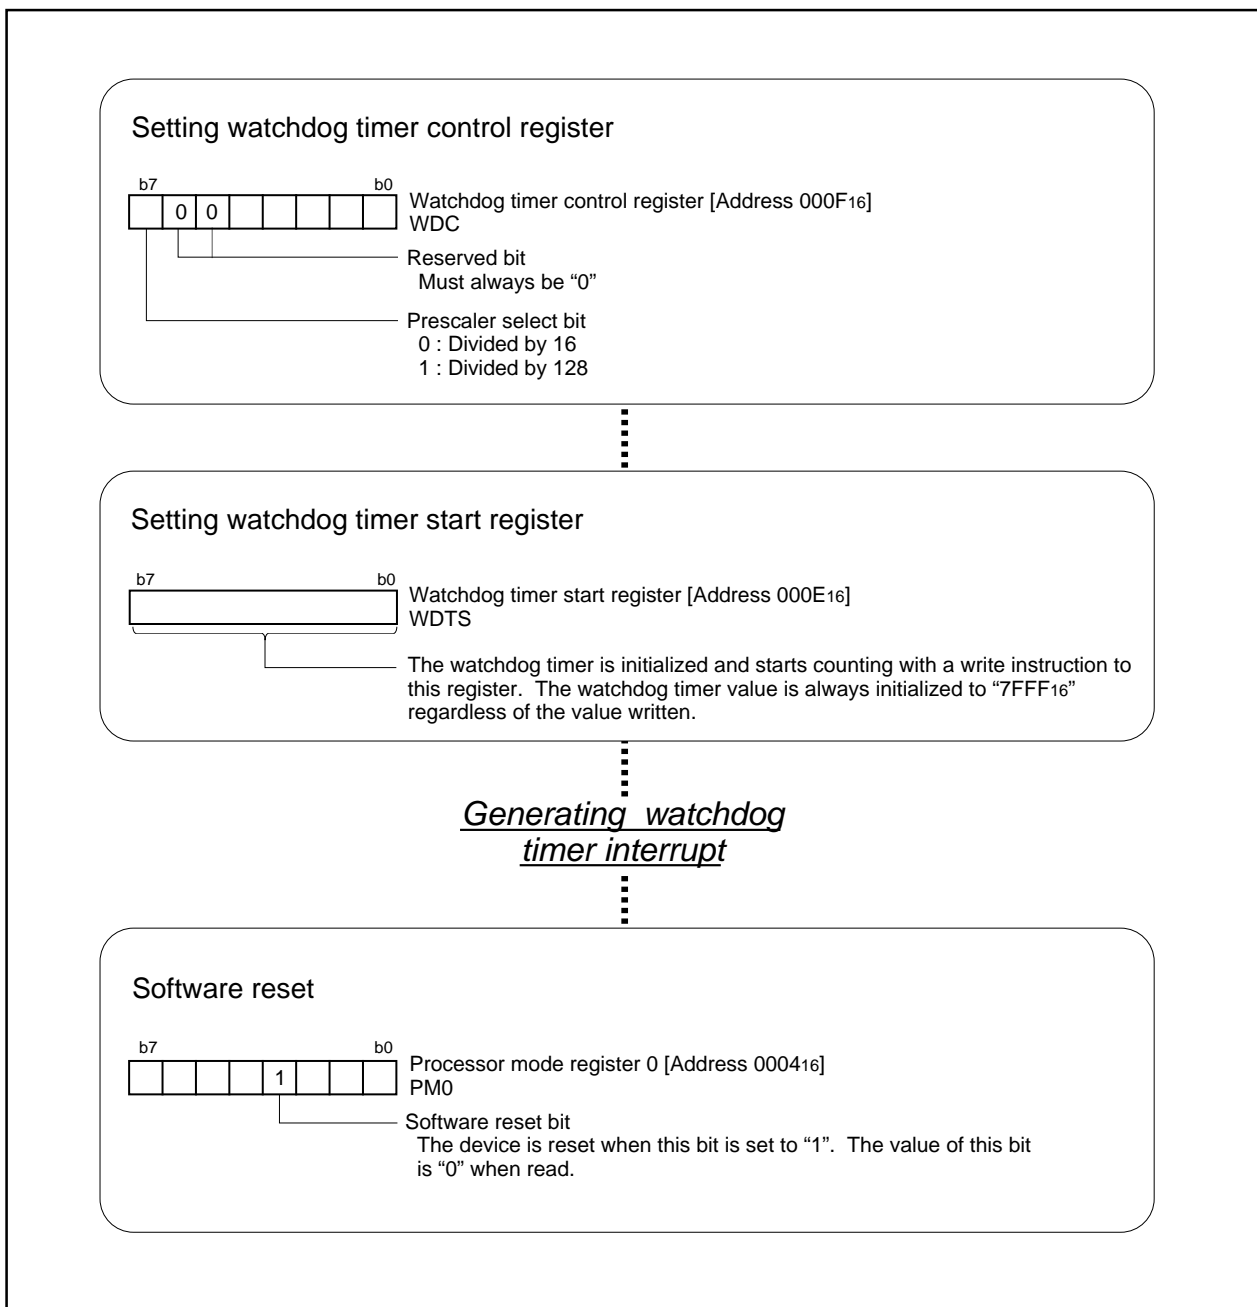 Setting watchdog timer control register
b7 b0
0 0
Watchdog timer control register [Address 000F16]
WDC
Reserved bit
Must always be “0”
Prescaler select bit
0 : Divided by 16
1 : Divided by 128
Setting watchdog timer start register
b7 b0
Watchdog timer start register [Address 000E16]
WDTS
The watchdog timer is initialized and starts counting with a write instruction to
this register. The watchdog timer value is always initialized to “7FFF16”
regardless of the value written.
Generating watchdog
timer interrupt
Software reset
b7 b0
1
Processor mode register 0 [Address 000416]
PM0
Software reset bit
The device is reset when this bit is set to “1”. The value of this bit
is “0” when read.